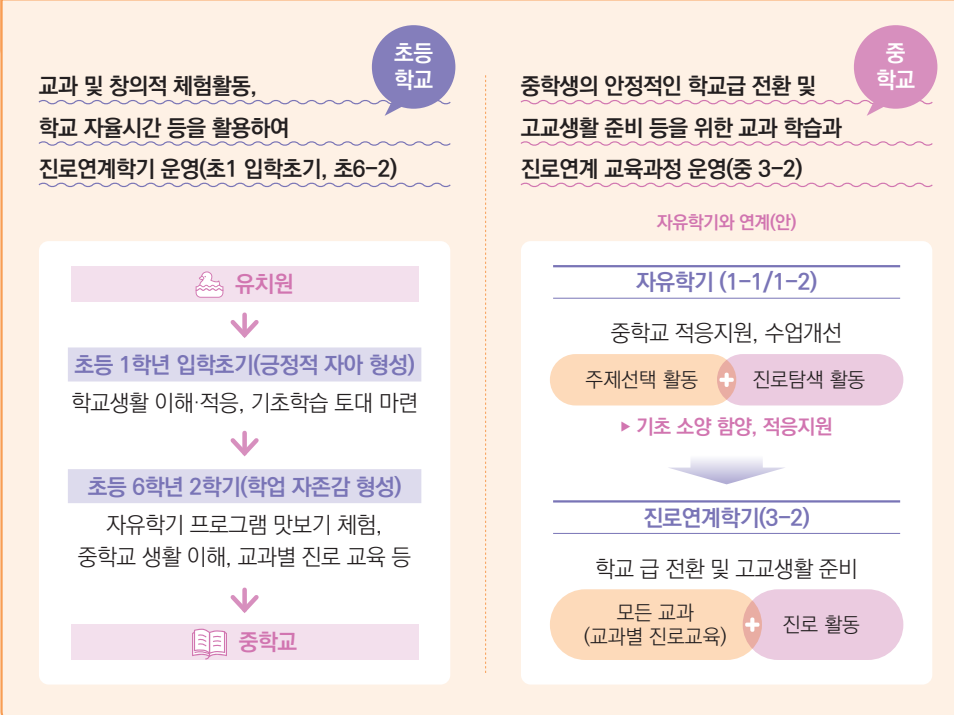 초등
학교
교과 및 창의적 체험활동,
학교 자율시간 등을 활용하여
진로연계학기 운영(초1 입학초기, 초6-2)
유치원
초등 1학년 입학초기(긍정적 자아 형성)
학교생활 이해·적응, 기초학습 토대 마련
초등 6학년 2학기(학업 자존감 형성)
자유학기 프로그램 맛보기 체험,
중학교 생활 이해, 교과별 진로 교육 등
중학교
중
학교
중학생의 안정적인 학교급 전환 및
고교생활 준비 등을 위한 교과 학습과
진로연계 교육과정 운영(중 3-2)
자유학기와 연계(안)
자유학기 (1-1/1-2)
중학교 적응지원, 수업개선
주제선택 활동 + 진로탐색 활동
▶ 기초 소양 함양, 적응지원
진로연계학기(3-2)
학교 급 전환 및 고교생활 준비
모든 교과
(교과별 진로교육) + 진로 활동